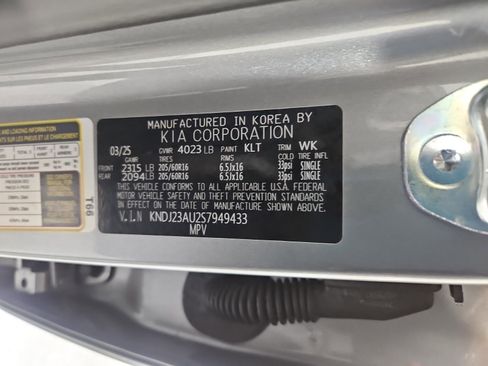 MANUFACTURED IN KOREA BY
KIA CORPORATION
03/25 GVWR 4023 LB PAINT KLT TRIM WK
GAWR TIRES RIMS COLD TIRE INFL
FRONT 2315 LB 205/60R16 6.5Jx16 33psi SINGLE
REAR 2094 LB 205/60R16 6.5Jx16 33psi SINGLE
THIS VEHICLE CONFORMS TO ALL APPLICABLE U.S.A. FEDERAL
MOTOR VEHICLE SAFETY AND THEFT PREVENTION STANDARDS
IN EFFECT ON THE DATE OF MANUFACTURE SHOWN ABOVE.
V.I.N KNDJ23AU2S7949433
MPV
T66